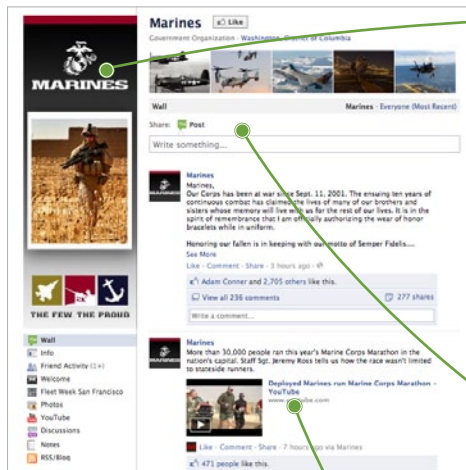 MARINES
THE FEW. THE PROUD
Wall
Info
Friend Activity (1+)
Welcome
Fleet Week San Francisco
Photos
YouTube
Discussions
Notes
RSS/Blog
Marines Like
Government Organization · Washington, District of Columbia
Wall Marines · Everyone (Most Recent)
Share: Post
Write something...
Marines
Marines,
Our Corps has been at war since Sept. 11, 2001. The ensuing ten years of
continuous combat has claimed the lives of many of our brothers and
sisters whose memory will live with us for the rest of our lives. It is in the
spirit of remembrance that I am officially authorizing the wear of honor
bracelets while in uniform.
Honoring our fallen is in keeping with our motto of Semper Fidelis....
See More
Like · Comment · Share · 3 hours ago ·
Adam Conner and 2,705 others like this.
View all 236 comments 277 shares
Write a comment...
Marines
More than 30,000 people ran this year's Marine Corps Marathon in the
nation's capital. Staff Sgt. Jeremy Ross tells us how the race wasn't limited
to stateside runners.
Deployed Marines run Marine Corps Marathon -
YouTube
www.youtube.com
Like · Comment · Share · 7 hours ago via Marines
471 people like this.